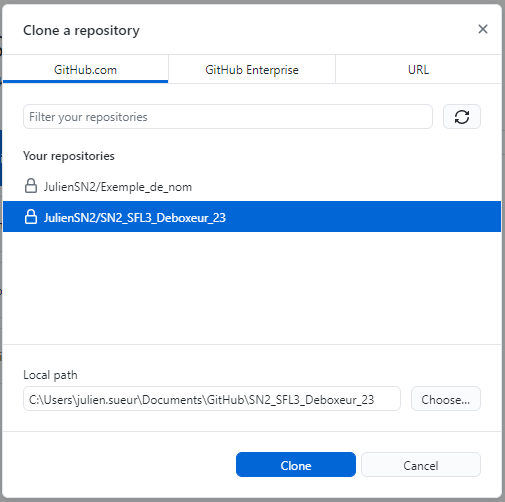 Clone a repository
GitHub.com
GitHub Enterprise
URL
Filter your repositories
Your repositories
JulienSN2/Exemple_de_nom
JulienSN2/SN2_SFL3_Deboxeur_23
Local path
C:\Users\julien.sueur\Documents\GitHub\SN2_SFL3_Deboxeur_23
Choose...
Clone
Cancel